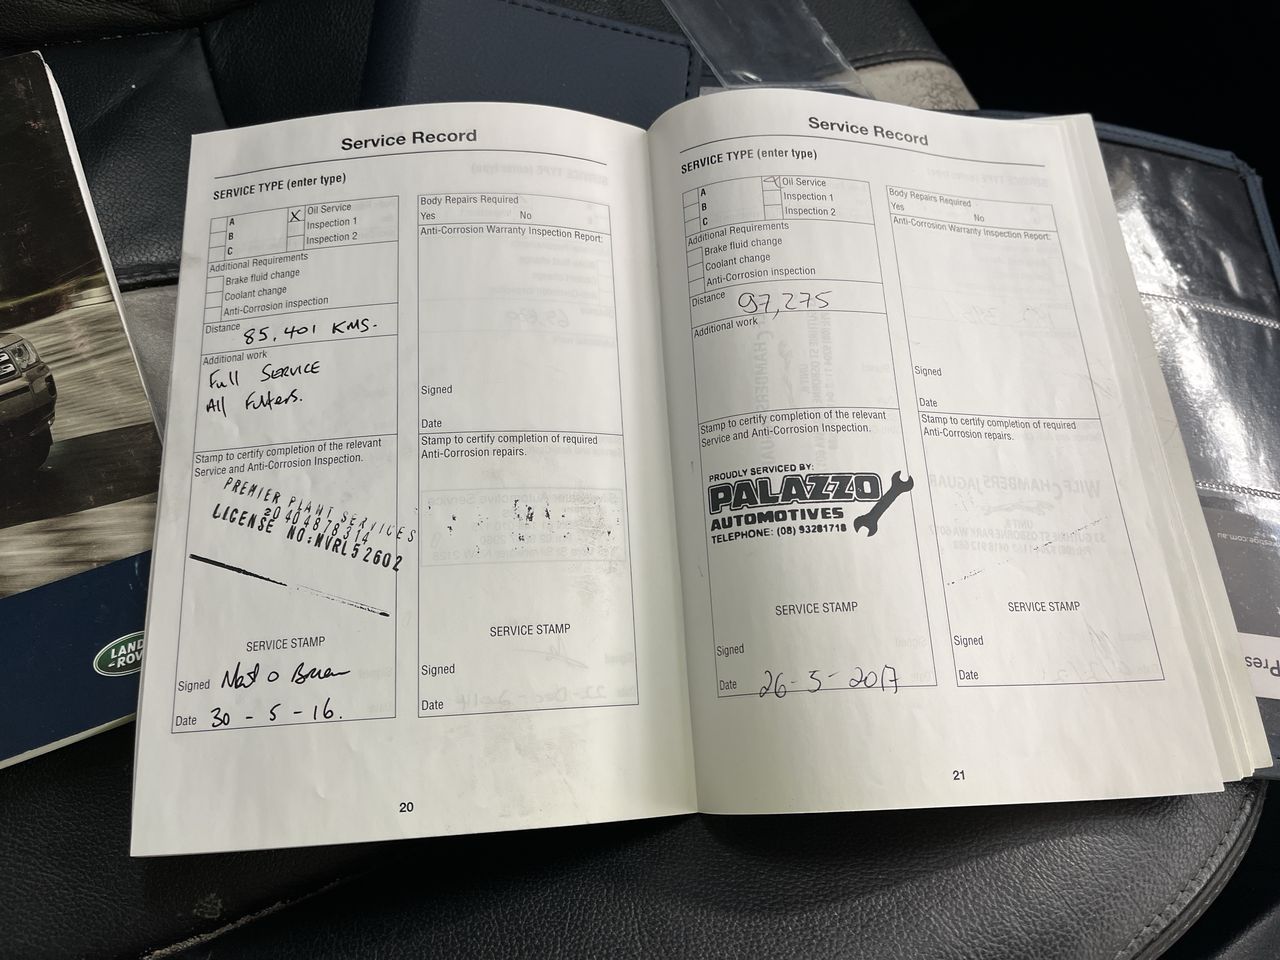 Service Record
SERVICE TYPE (enter type)
A
B
C
X Oil Service
Inspection 1
Inspection 2
Additional Requirements
Brake fluid change
Coolant change
Anti-Corrosion inspection
Distance 85,401 KMS.
Additional work
Full SERVICE
All Filters.
Stamp to certify completion of the relevant
Service and Anti-Corrosion Inspection.
PREMIER PLANT SERVICES
20404878314
LICENSE NO:MVRL52602
SERVICE STAMP
Signed
Date 30 - 5 - 16.
Body Repairs Required
Yes No
Anti-Corrosion Warranty Inspection Report:
Signed
Date
Stamp to certify completion of required
Anti-Corrosion repairs.
SERVICE STAMP
Signed
Date
20
Service Record
SERVICE TYPE (enter type)
A
B
C
Oil Service
Inspection 1
Inspection 2
Additional Requirements
Brake fluid change
Coolant change
Anti-Corrosion inspection
Distance 97,275
Additional work
Stamp to certify completion of the relevant
Service and Anti-Corrosion Inspection.
PROUDLY SERVICED BY:
PALAZZO
AUTOMOTIVES
TELEPHONE: (08) 93281718
SERVICE STAMP
Signed
Date 26-5-2017
Body Repairs Required
Yes No
Anti-Corrosion Warranty Inspection Report:
Signed
Date
Stamp to certify completion of required
Anti-Corrosion repairs.
SERVICE STAMP
Signed
Date
21
LAND
-ROV